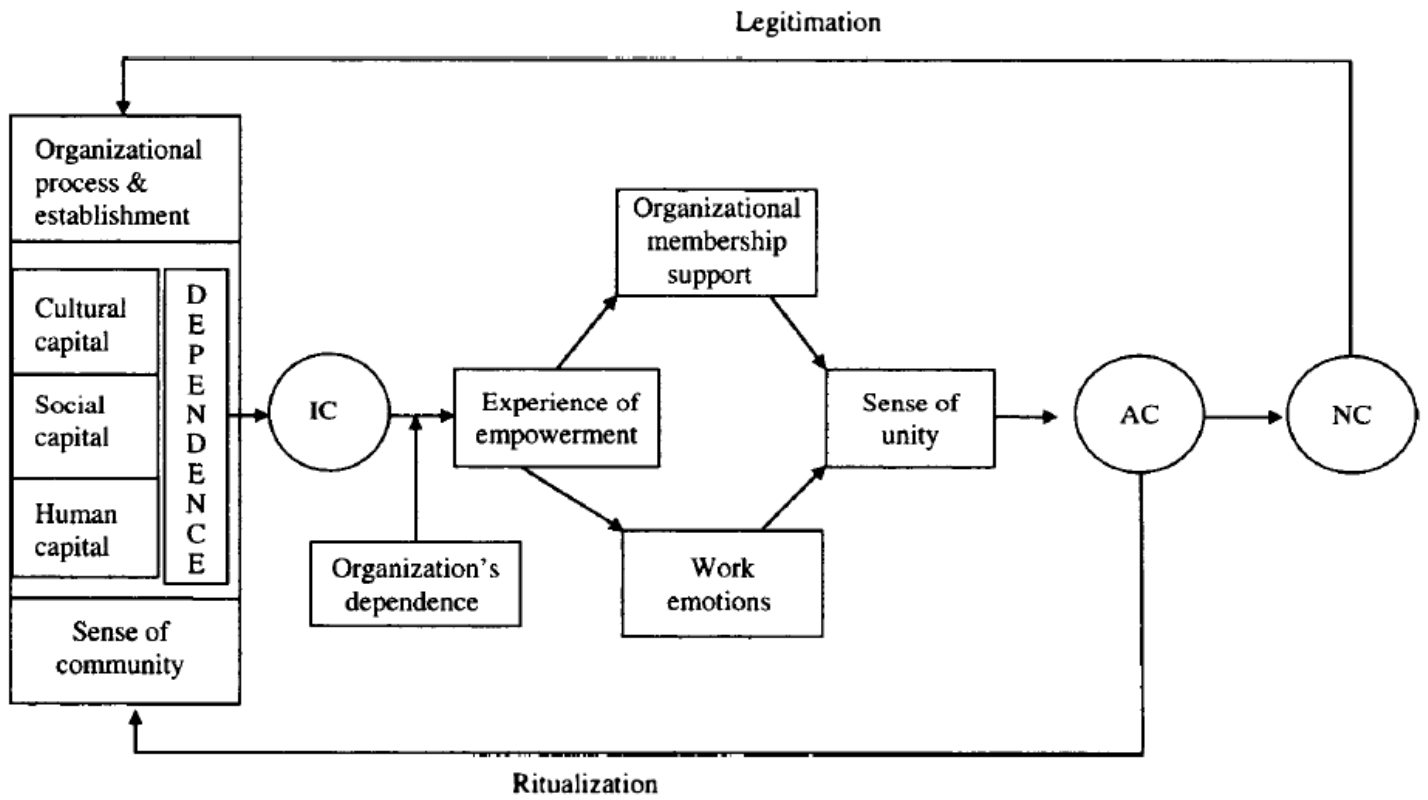 Legitimation
Organizational
process &
establishment
Cultural
capital
Social
capital
Human
capital
DEPENDENCE
Sense of
community
IC
Organization's
dependence
Experience of
empowerment
Organizational
membership
support
Work
emotions
Sense of
unity
AC
NC
Ritualization